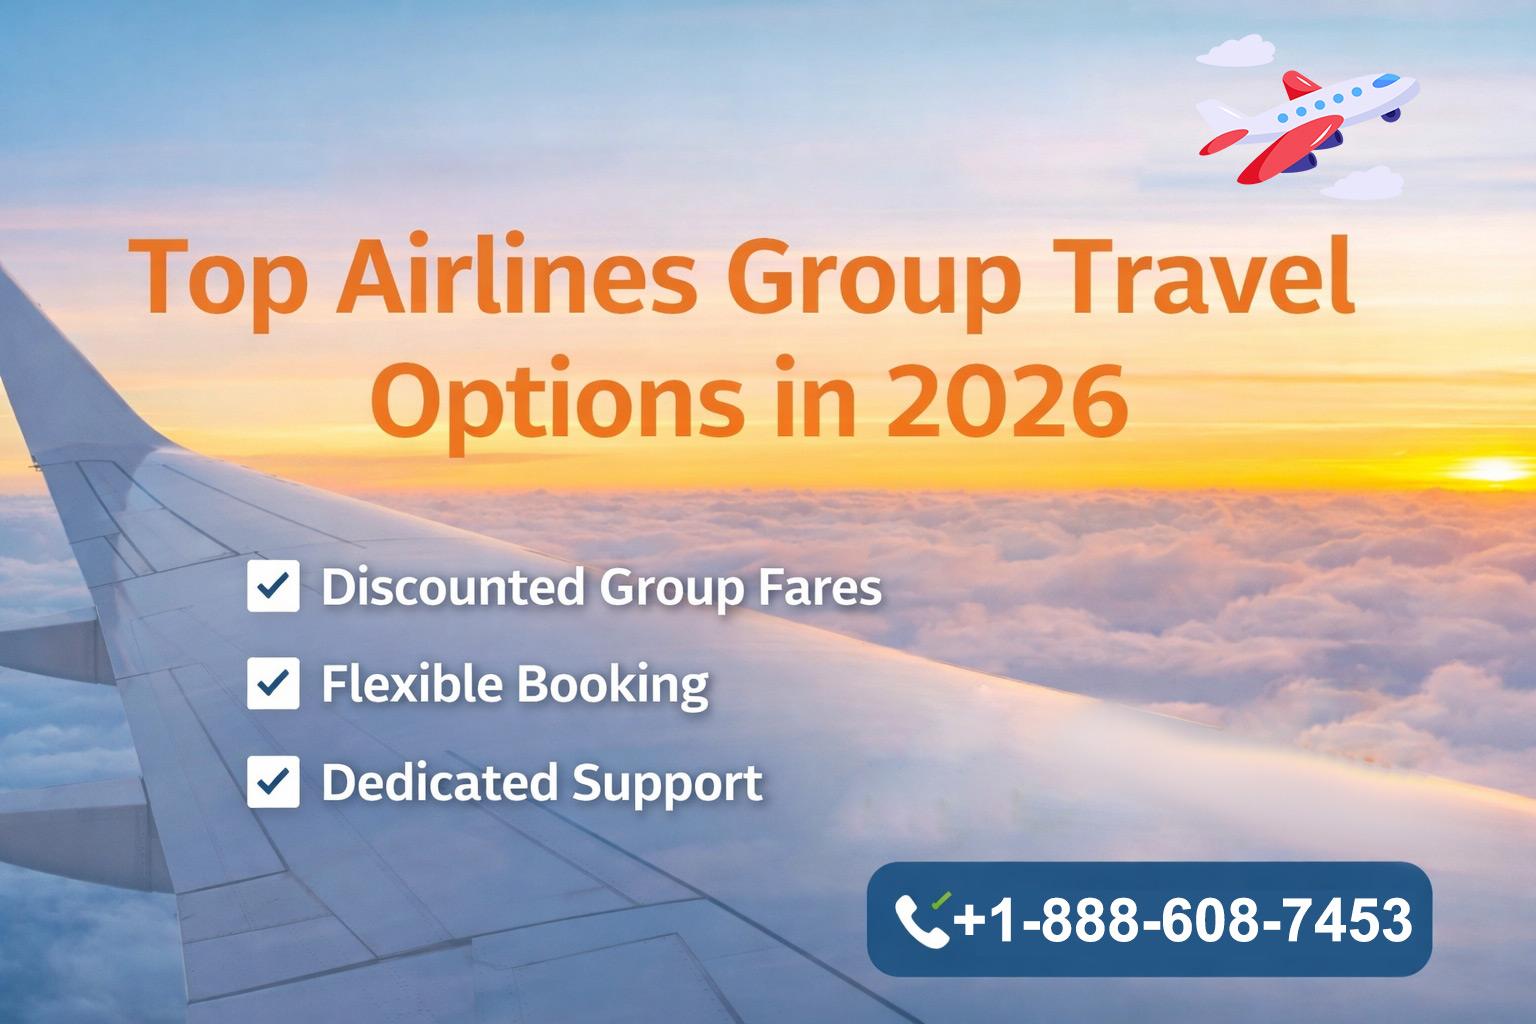 Top Airlines Group Travel
Options in 2026
Discounted Group Fares
Flexible Booking
Dedicated Support
+1-888-608-7453